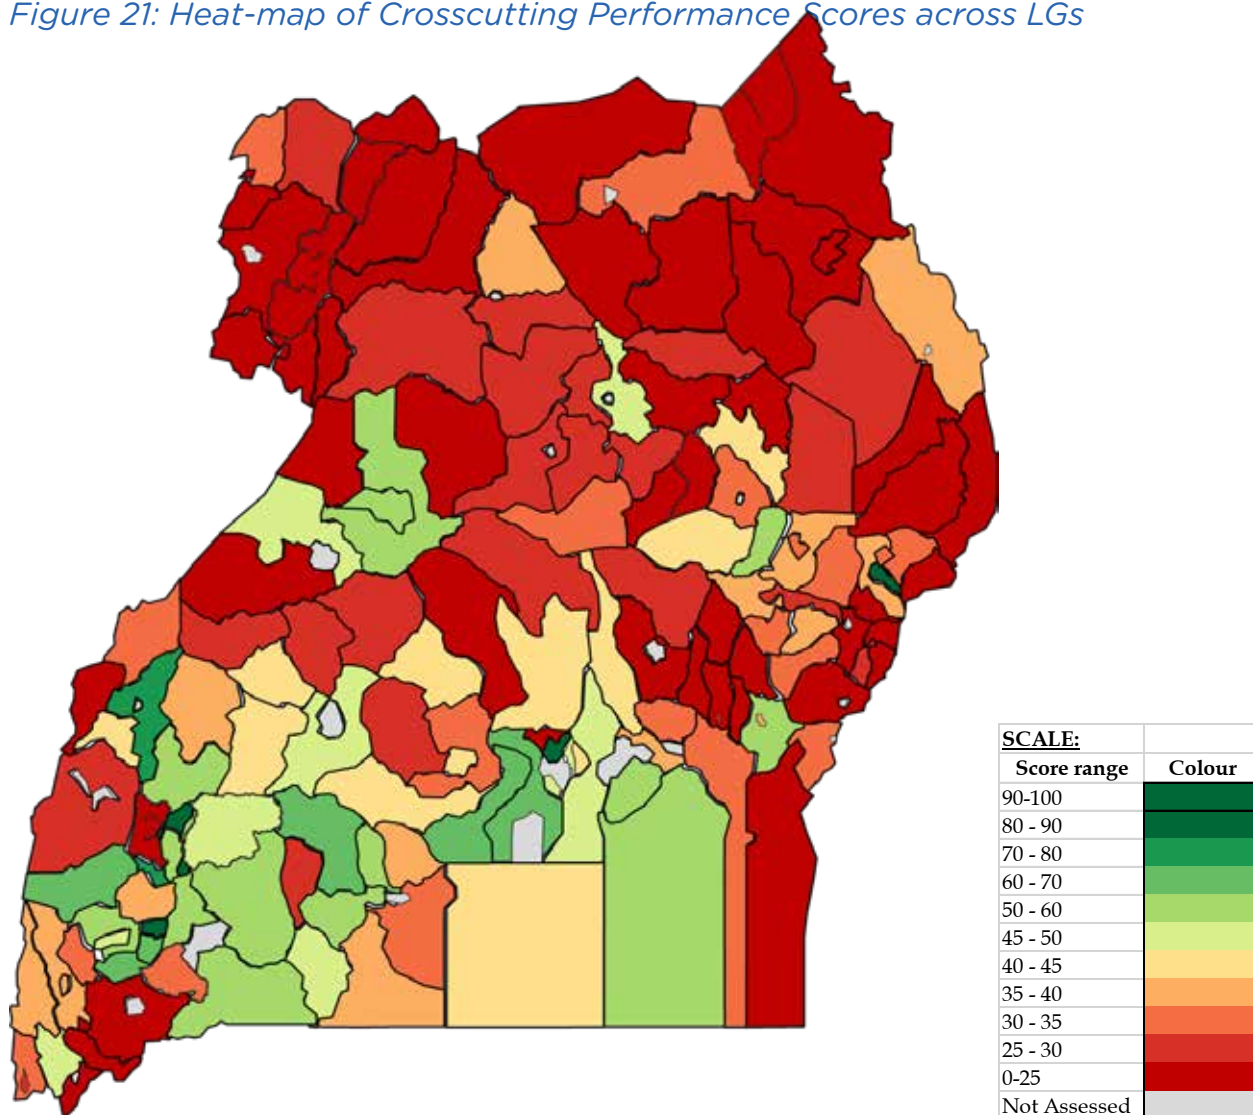 Figure 21: Heat-map of Crosscutting Performance Scores across LGs
SCALE:
Score range Colour
90-100
80 - 90
70 - 80
60 - 70
50 - 60
45 - 50
40 - 45
35 - 40
30 - 35
25 - 30
0-25
Not Assessed